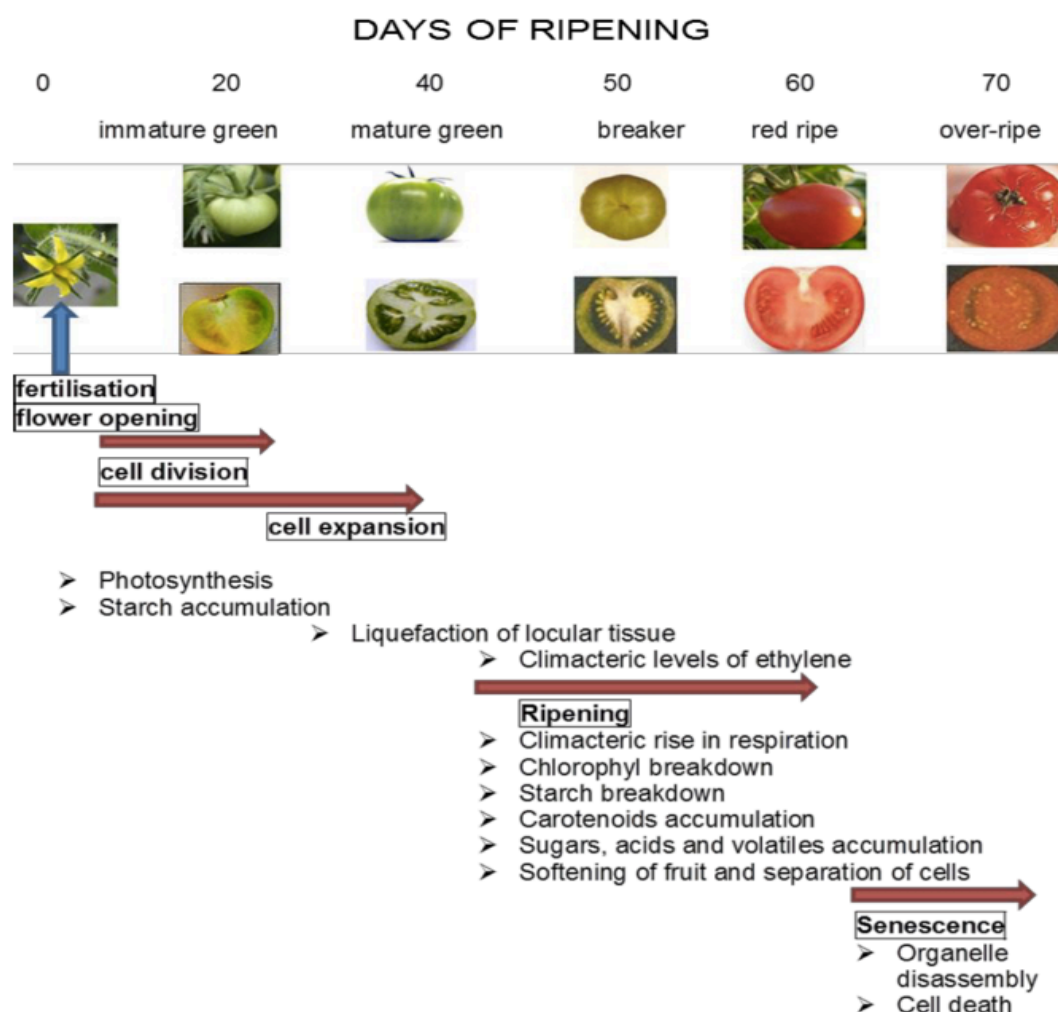 DAYS OF RIPENING
0 20 40 50 60 70
immature green mature green breaker red ripe over-ripe
fertilisation
flower opening
cell division
cell expansion
➢ Photosynthesis
➢ Starch accumulation
➢ Liquefaction of locular tissue
➢ Climacteric levels of ethylene
Ripening
➢ Climacteric rise in respiration
➢ Chlorophyl breakdown
➢ Starch breakdown
➢ Carotenoids accumulation
➢ Sugars, acids and volatiles accumulation
➢ Softening of fruit and separation of cells
Senescence
➢ Organelle
disassembly
➢ Cell death